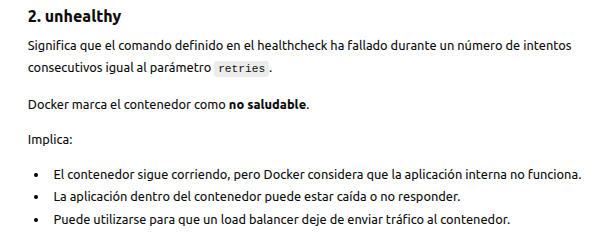 2. unhealthy
Significa que el comando definido en el healthcheck ha fallado durante un número de intentos
consecutivos igual al parámetro retries.
Docker marca el contenedor como no saludable.
Implica:
• El contenedor sigue corriendo, pero Docker considera que la aplicación interna no funciona.
• La aplicación dentro del contenedor puede estar caída o no responder.
• Puede utilizarse para que un load balancer deje de enviar tráfico al contenedor.